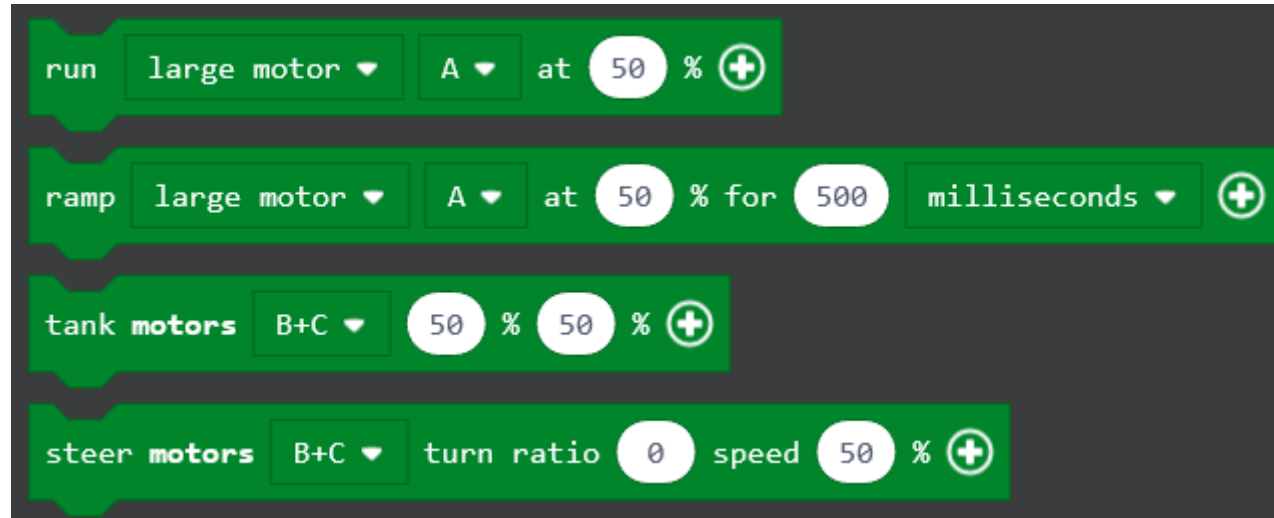 run large motor A at 50 %
ramp large motor A at 50 % for 500 milliseconds
tank motors B+C 50 % 50 %
steer motors B+C turn ratio 0 speed 50 %